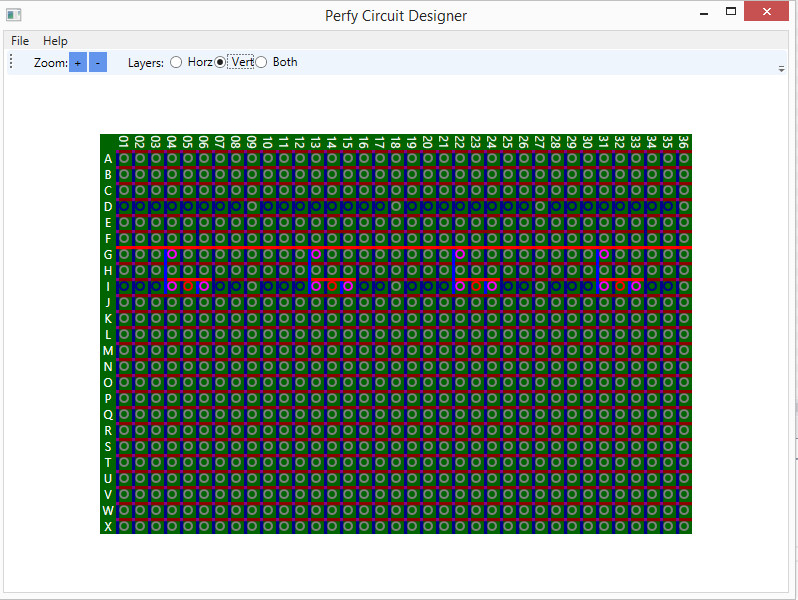 Perfy Circuit Designer
File Help
Zoom: + - Layers: Horz Vert Both
01 02 03 04 05 06 07 08 09 10 11 12 13 14 15 16 17 18 19 20 21 22 23 24 25 26 27 28 29 30 31 32 33 34 35 36
A
B
C
D
E
F
G
H
I
J
K
L
M
N
O
P
Q
R
S
T
U
V
W
X